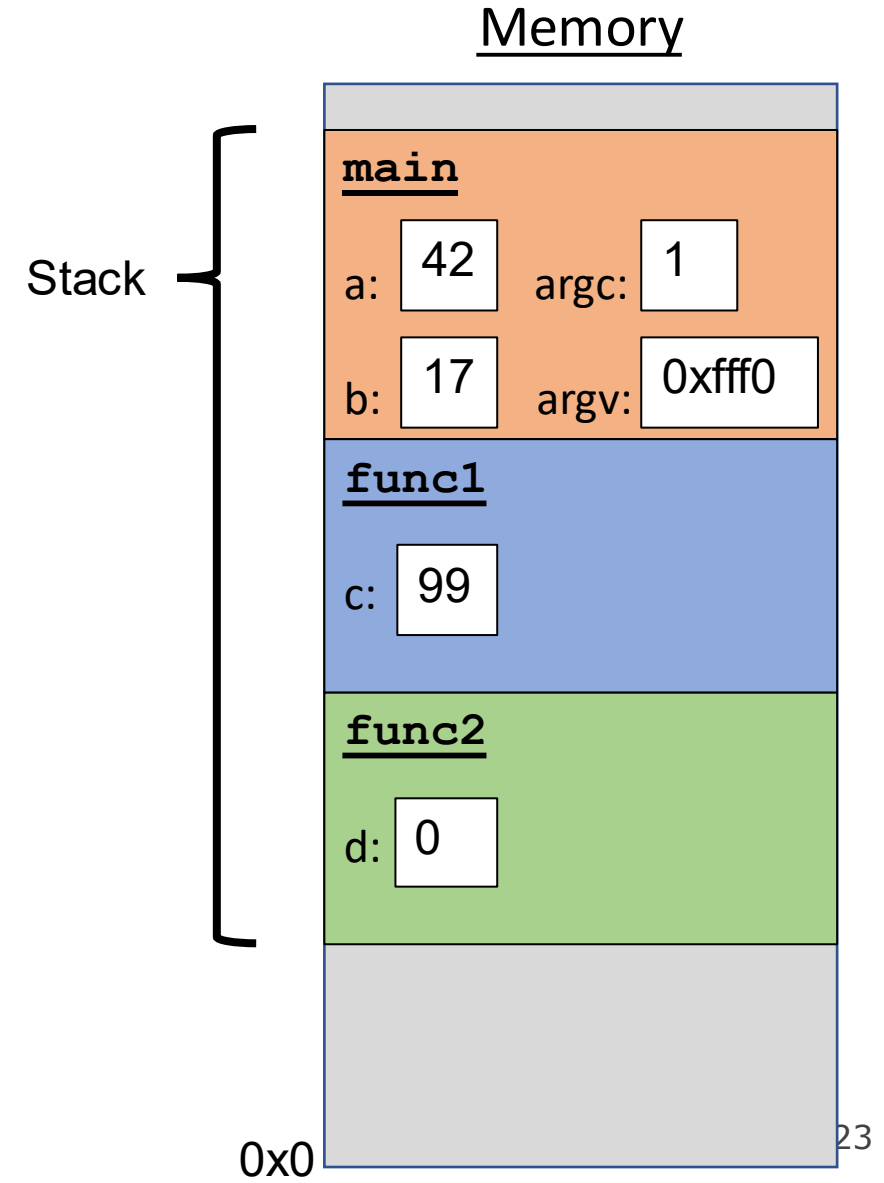 Memory
main
Stack
a: 42 argc: 1
b: 17 argv: 0xfff0
func1
c: 99
func2
d: 0
23
0x0